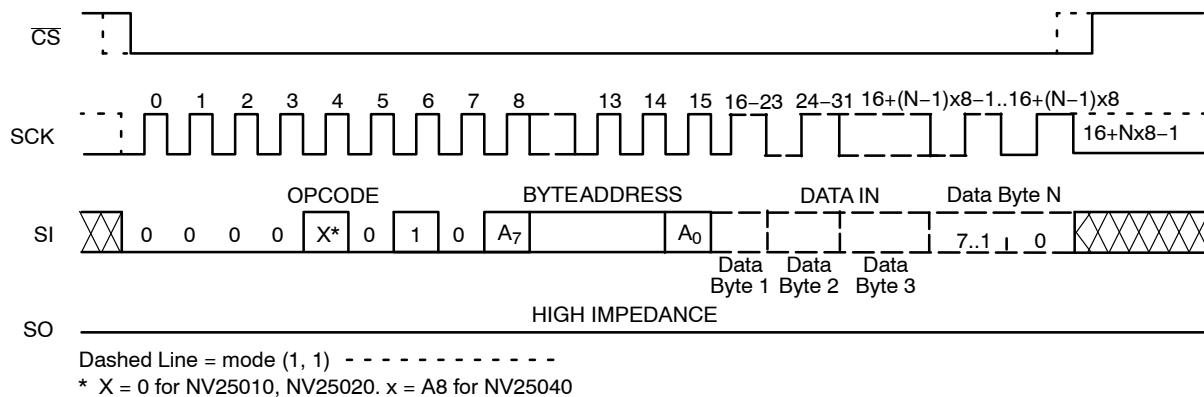 CS
0 1 2 3 4 5 6 7 8 13 14 15 16−23 24−31 16+(N−1)x8−1..16+(N−1)x8
SCK
16+Nx8−1
OPCODE BYTEADDRESS DATA IN Data Byte N
SI 0 0 0 0 X* 0 1 0 A7 A0 7..1 0
Data Byte 1 Data Byte 2 Data Byte 3
HIGH IMPEDANCE
SO
Dashed Line = mode (1, 1)
* X = 0 for NV25010, NV25020. x = A8 for NV25040